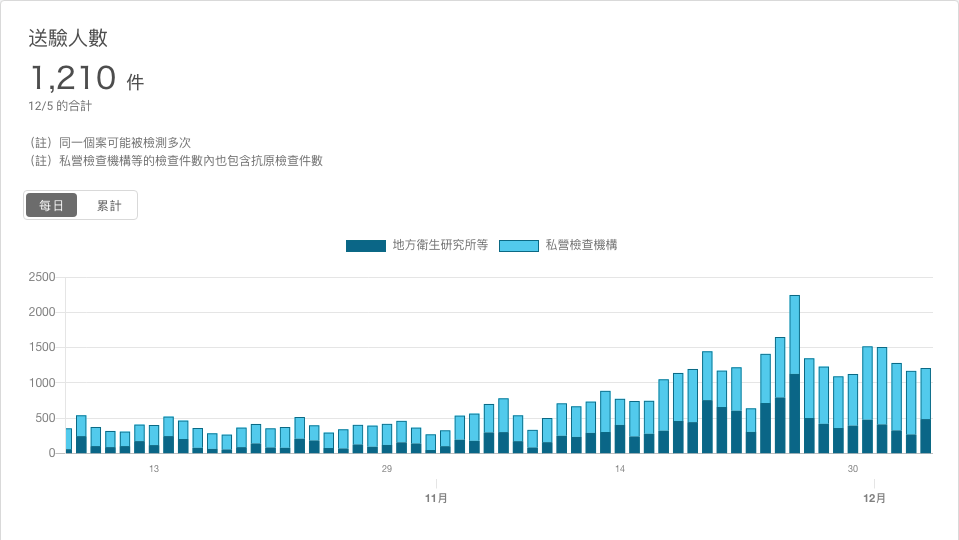 送驗人數
1,210 件
12/5 的合計
（註）同一個案可能被檢測多次
（註）私營檢查機構等的檢查件數內也包含抗原檢查件數
每日 累計
地方衛生研究所等 私營檢查機構
2500
2000
1500
1000
500
0
13 29 14 30
11月 12月